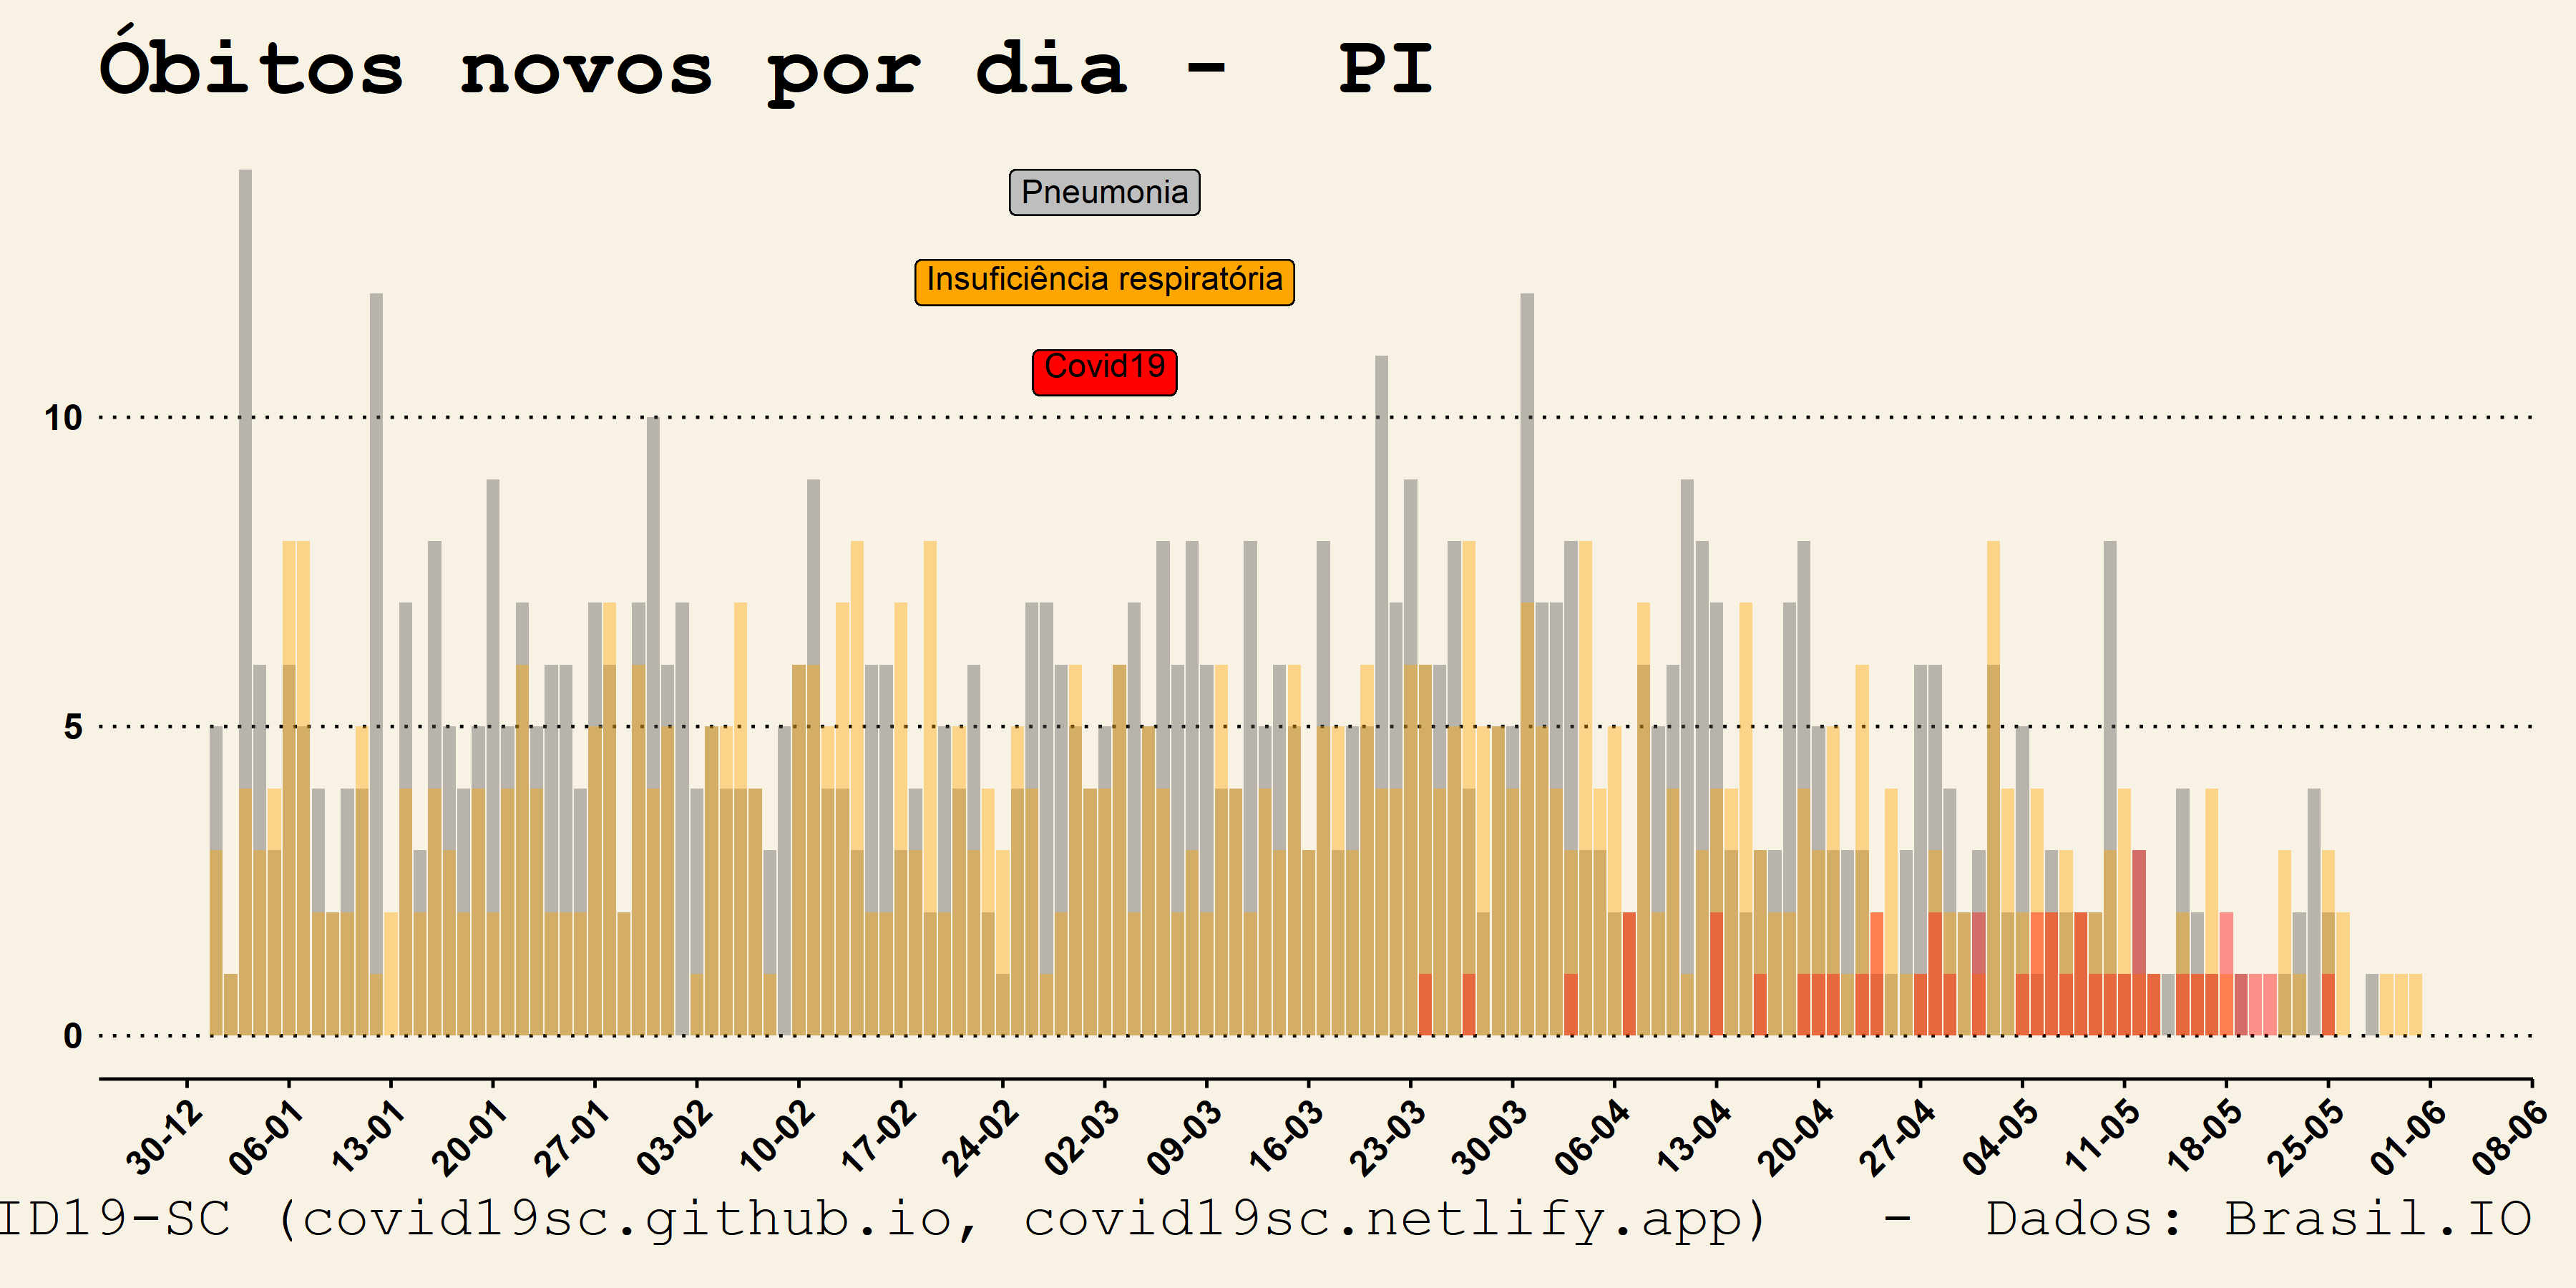 Óbitos novos por dia - PI
Pneumonia
Insuficiência respiratória
Covid19
10
5
0
30-12 06-01 13-01 20-01 27-01 03-02 10-02 17-02 24-02 02-03 09-03 16-03 23-03 30-03 06-04 13-04 20-04 27-04 04-05 11-05 18-05 25-05 01-06 08-06
ID19-SC (covid19sc.github.io, covid19sc.netlify.app) - Dados: Brasil.IO